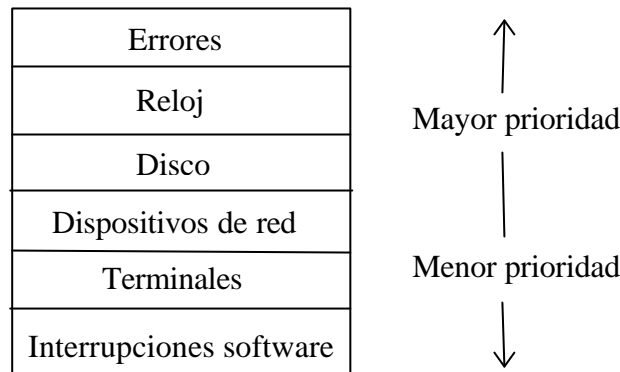 Errores
Reloj
Mayor prioridad
Disco
Dispositivos de red
Menor prioridad
Terminales
Interrupciones software